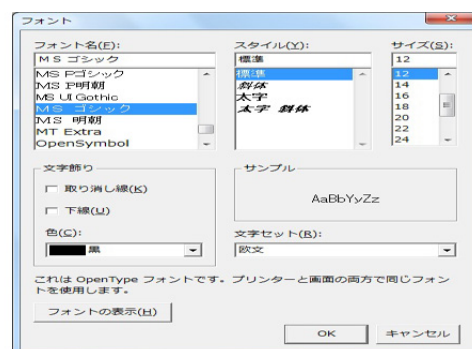 フォント
フォント名(F):
スタイル(Y):
サイズ(S):
MS ゴシック
標準
12
MS Pゴシック
MS P明朝
MS UI Gothic
MS ゴシック
MS 明朝
MT Extra
OpenSymbol
標準
斜体
太字
太字 斜体
12
14
16
18
20
22
24
文字飾り
取り消し線(K)
下線(U)
色(C):
黒
サンプル
AaBbYyZz
文字セット(R):
欧文
これは OpenType フォントです。プリンターと画面の両方で同じフォン
トを使用します。
フォントの表示(H)
OK
キャンセル